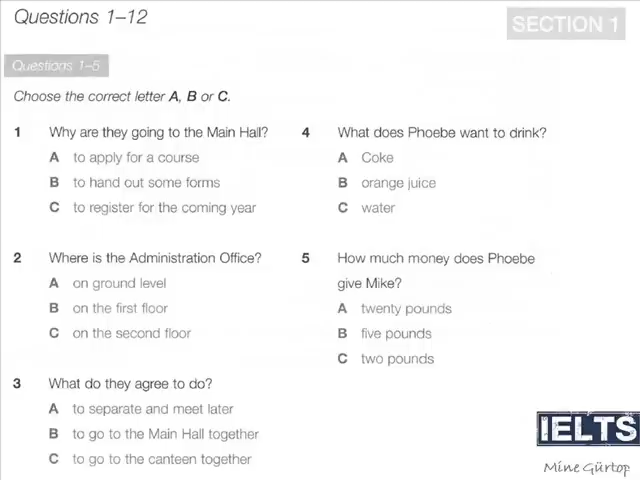 Questions 1–12
SECTION 1
Questions 1–5
Choose the correct letter A, B or C.
1 Why are they going to the Main Hall?
A to apply for a course
B to hand out some forms
C to register for the coming year
2 Where is the Administration Office?
A on ground level
B on the first floor
C on the second floor
3 What do they agree to do?
A to separate and meet later
B to go to the Main Hall together
C to go to the canteen together
4 What does Phoebe want to drink?
A Coke
B orange juice
C water
5 How much money does Phoebe
give Mike?
A twenty pounds
B five pounds
C two pounds
IELTS
Mine Gürtop